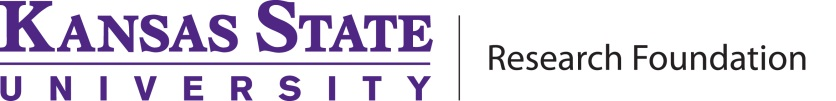 KANSAS STATE
UNIVERSITY
Research Foundation